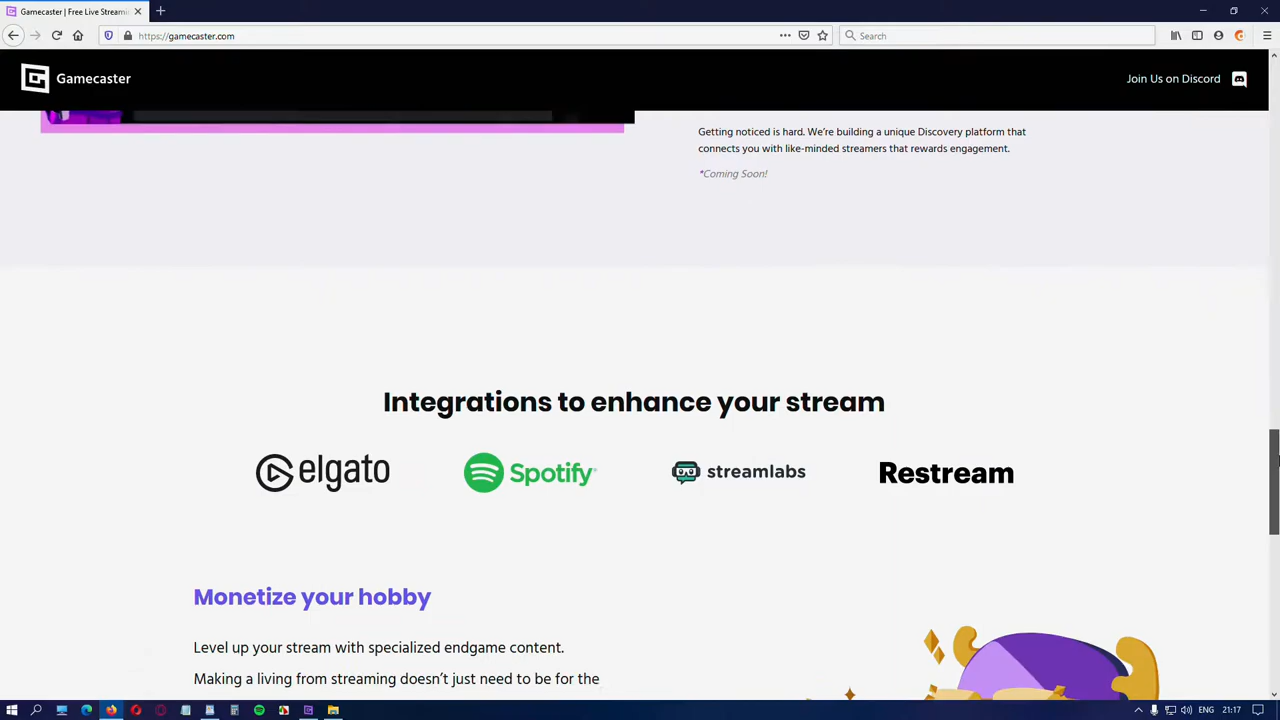 Gamecaster | Free Live Streami
https://gamecaster.com
Search
Gamecaster
Join Us on Discord
Getting noticed is hard. We’re building a unique Discovery platform that
connects you with like-minded streamers that rewards engagement.
*Coming Soon!
Integrations to enhance your stream
elgato
Spotify
streamlabs
Restream
Monetize your hobby
Level up your stream with specialized endgame content.
Making a living from streaming doesn’t just need to be for the
ENG
21:17